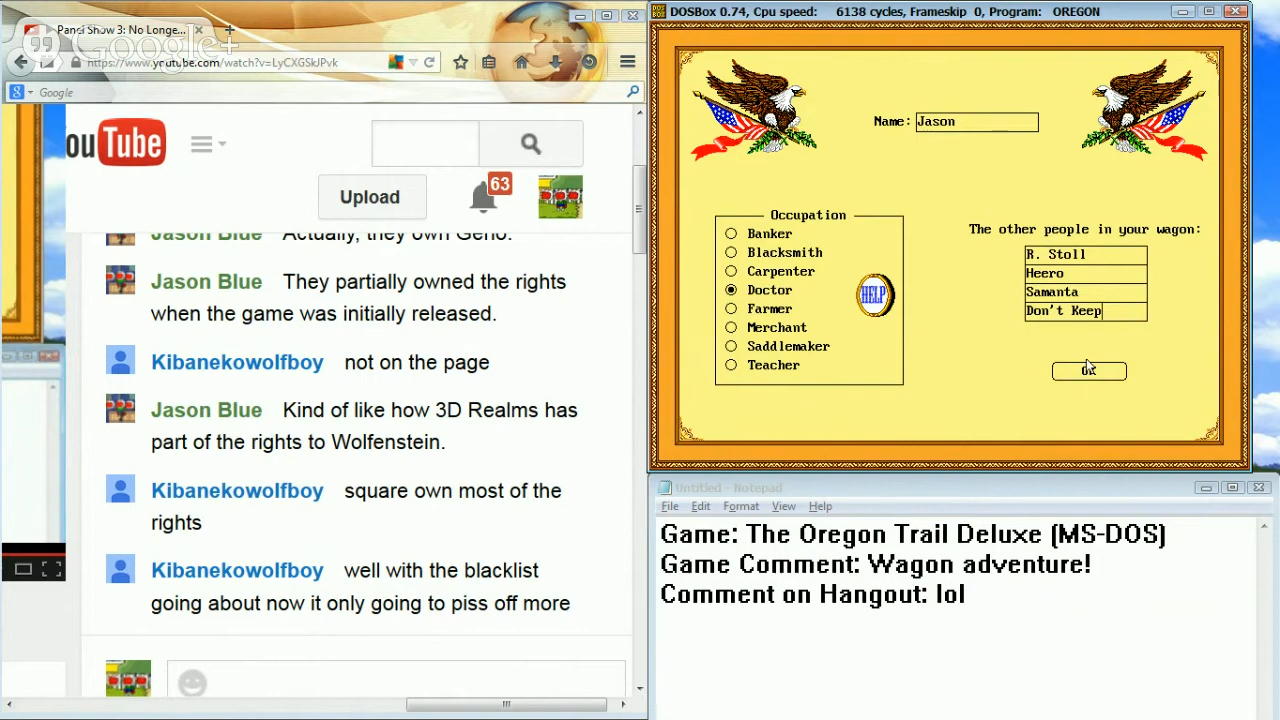 Panel Show 3: No Longe...
Google+
https://www.youtube.com/watch?v=LyCXGSkJPvk
Google
ouTube
Upload
63
Jason Blue Actually, they own Geno.
Jason Blue They partially owned the rights
when the game was initially released.
Kibanekowolfboy not on the page
Jason Blue Kind of like how 3D Realms has
part of the rights to Wolfenstein.
Kibanekowolfboy square own most of the
rights
Kibanekowolfboy well with the blacklist
going about now it only going to piss off more
DOSBox 0.74, Cpu speed: 6138 cycles, Frameskip 0, Program: OREGON
Name: Jason
Occupation
Banker
Blacksmith
Carpenter
Doctor
Farmer
Merchant
Saddlemaker
Teacher
HELP
The other people in your wagon:
R. Stoll
Heero
Samanta
Don't Keep
OK
Untitled - Notepad
File Edit Format View Help
Game: The Oregon Trail Deluxe (MS-DOS)
Game Comment: Wagon adventure!
Comment on Hangout: lol